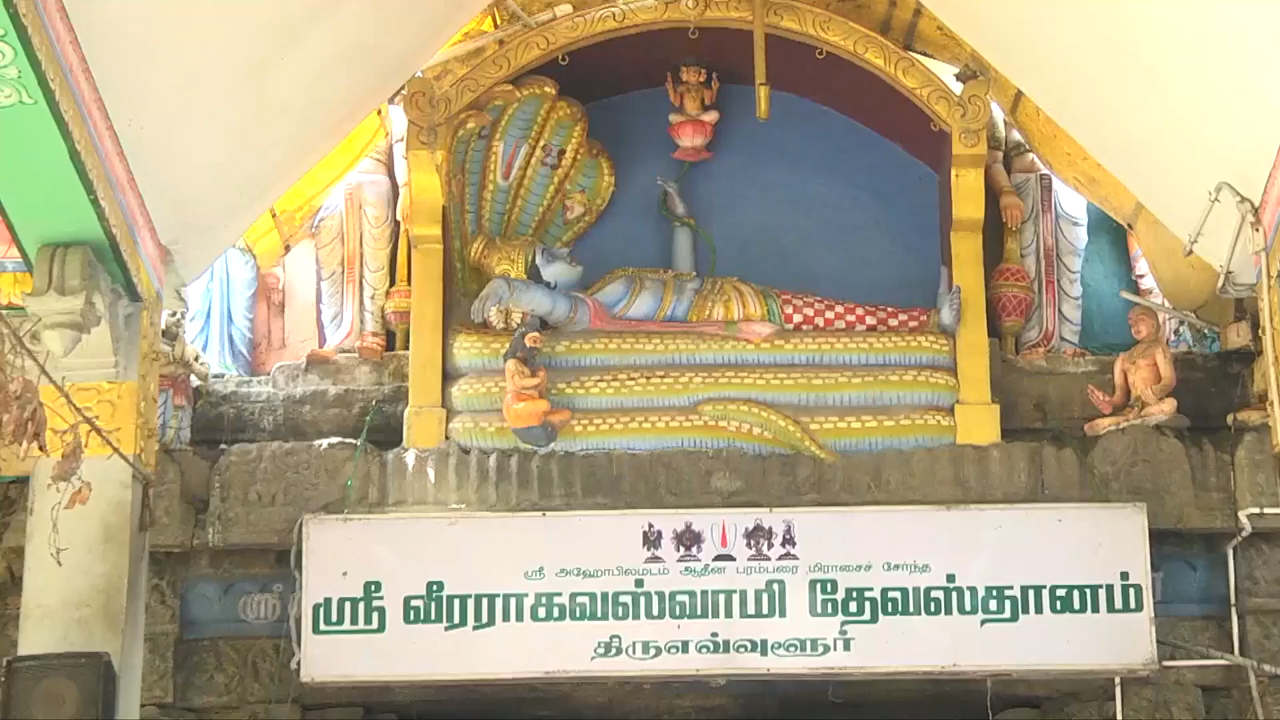 ஸ்ரீ அஹோபிலமடம் ஆதீன பரம்பரை மிராசைச் சேர்ந்த
ஸ்ரீ வீரராகவஸ்வாமி தேவஸ்தானம்
திருஎவ்வுளூர்
ஸ்ரீ